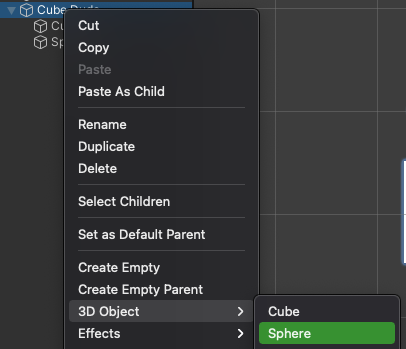 Cube Dude
Cut
Copy
Paste
Paste As Child
Rename
Duplicate
Delete
Select Children
Set as Default Parent
Create Empty
Create Empty Parent
3D Object
Cube
Effects
Sphere